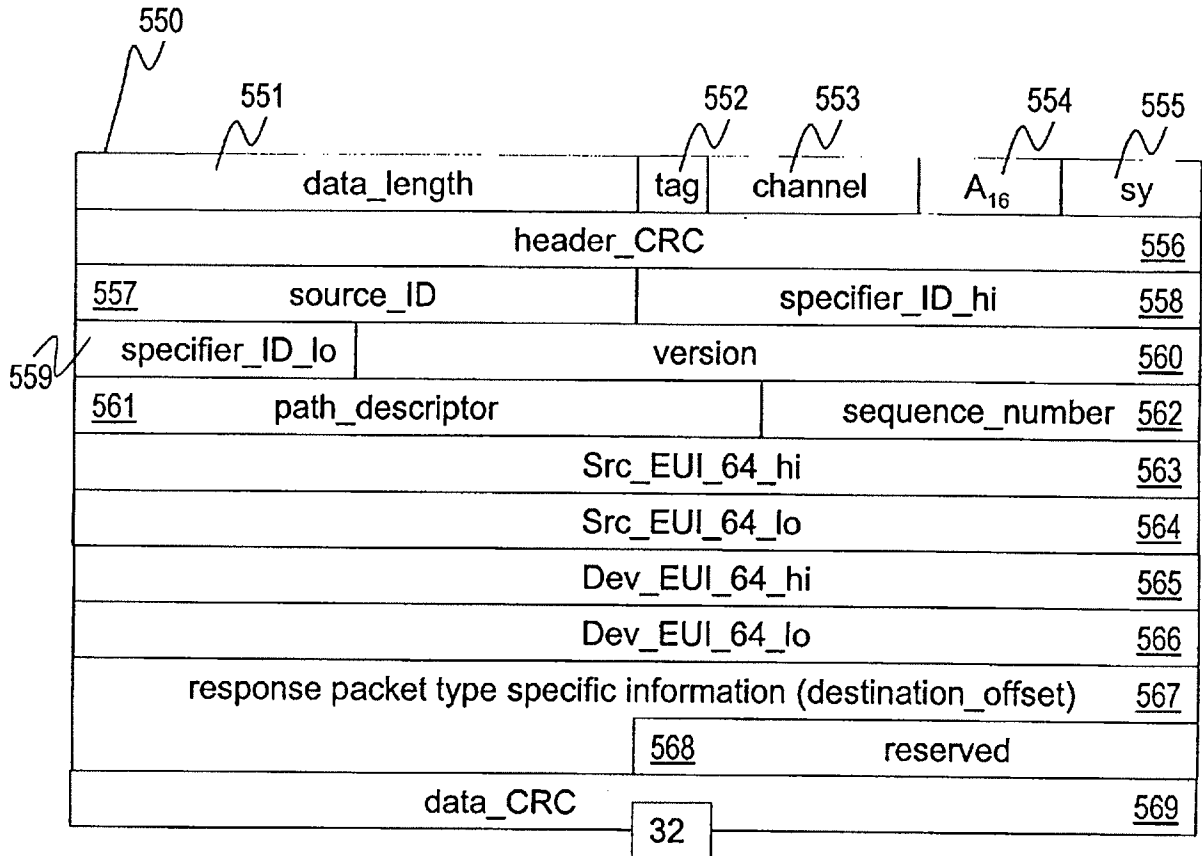 550
551 552 553 554 555
data_length tag channel A₁₆ sy
header_CRC 556
557 source_ID specifier_ID_hi 558
559 specifier_ID_lo version 560
561 path_descriptor sequence_number 562
Src_EUI_64_hi 563
Src_EUI_64_lo 564
Dev_EUI_64_hi 565
Dev_EUI_64_lo 566
response packet type specific information (destination_offset) 567
568 reserved
data_CRC 569
32